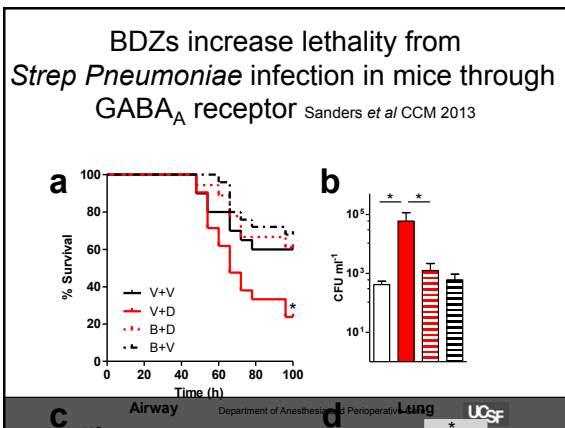 BDZs increase lethality from
Strep Pneumoniae infection in mice through
GABAA receptor Sanders et al CCM 2013
a
100
80
60
40
20
0
% Survival
V+V
V+D
B+D
B+V
*
0 20 40 60 80 100
Time (h)
b
* *
10⁵
10³
10¹
CFU ml⁻¹
c
Airway
Department of Anesthesia and Perioperative Care
Lung
d
UCSF
*